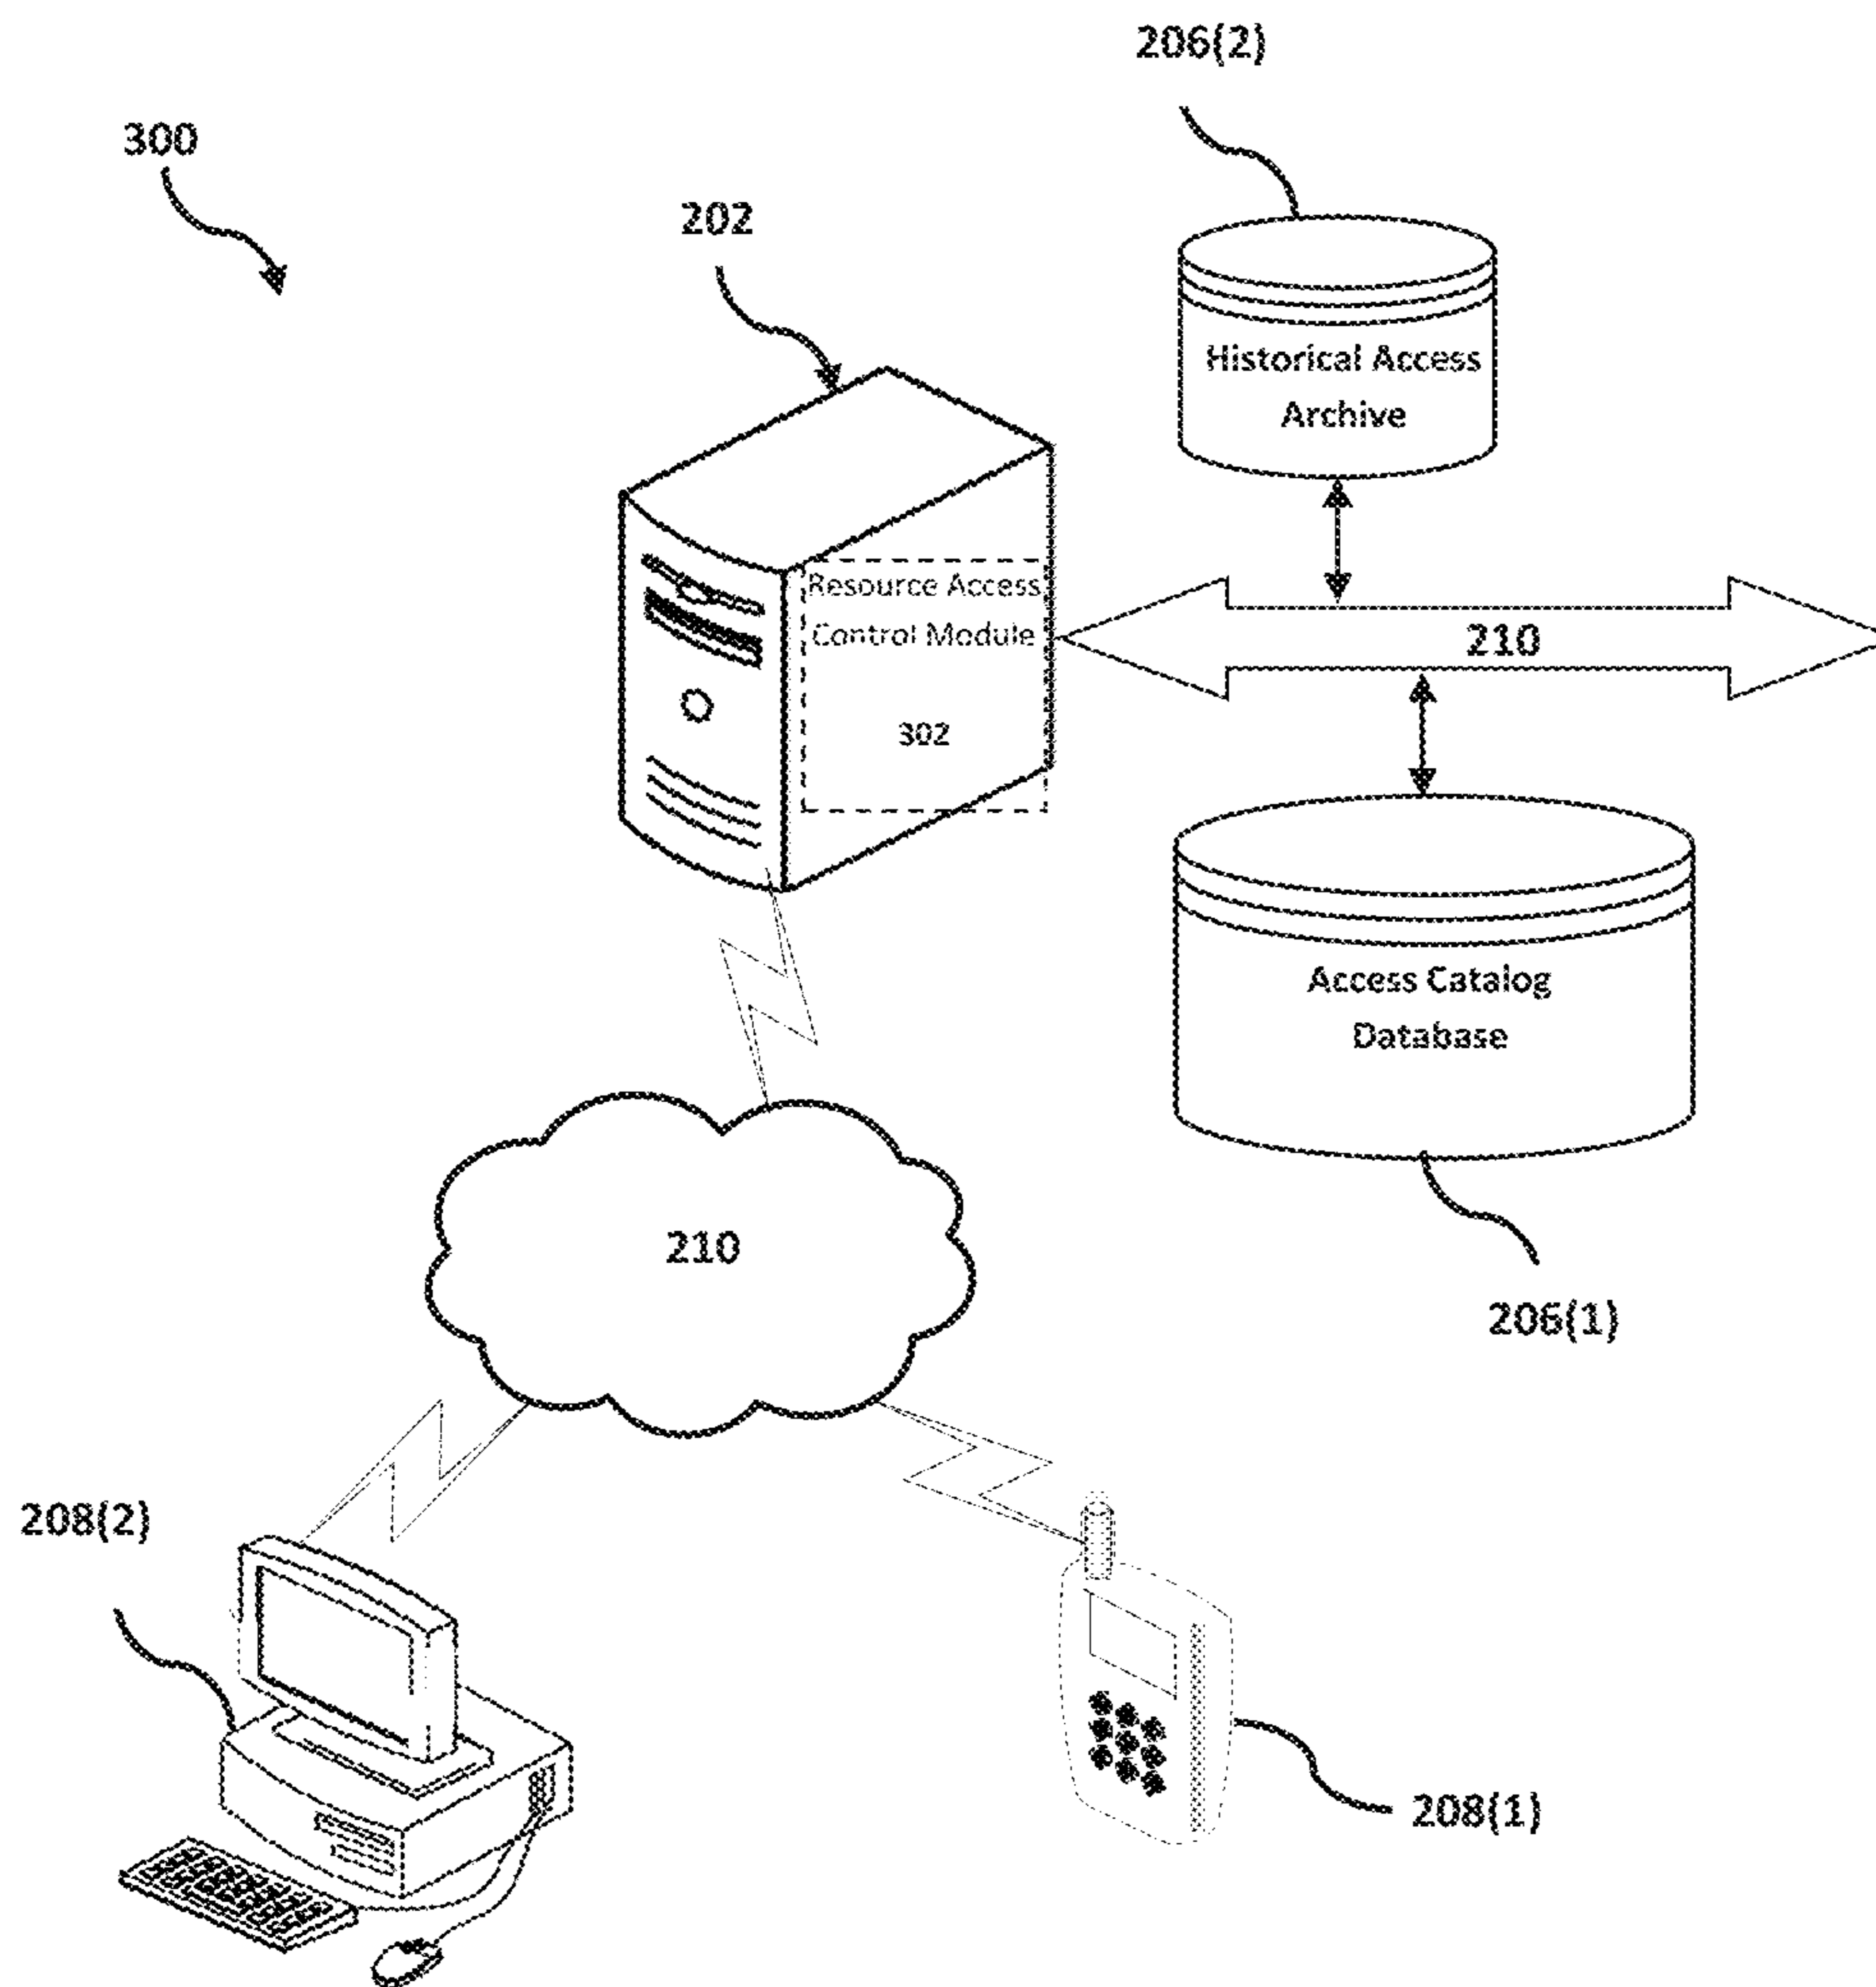 206(2)
300
202
Historical Access
Archive
Resource Access
Control Module
302
210
Access Catalog
Database
206(1)
210
208(2)
208(1)